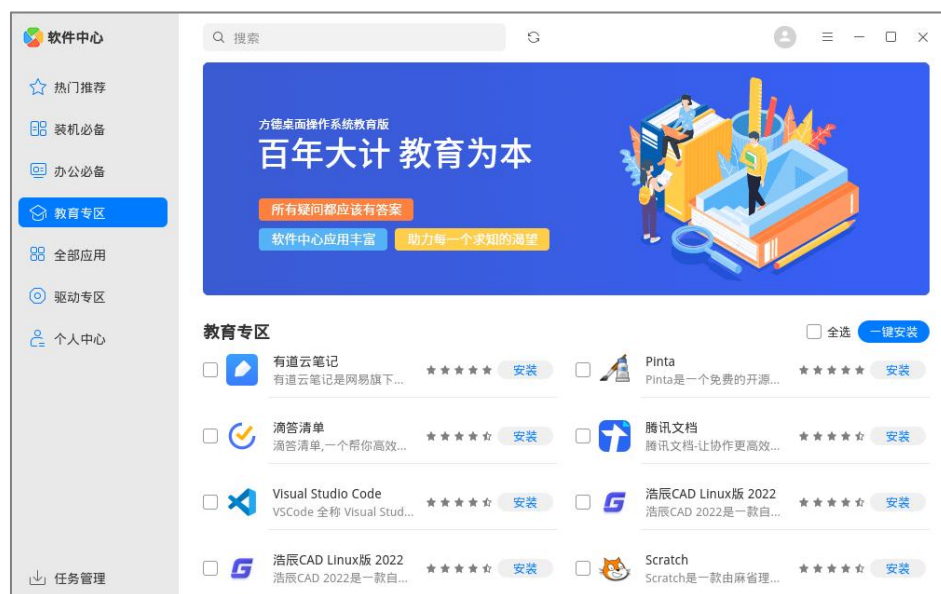 软件中心
搜索
热门推荐
装机必备
办公必备
教育专区
全部应用
驱动专区
个人中心
任务管理
方德桌面操作系统教育版
百年大计 教育为本
所有疑问都应该有答案
软件中心应用丰富 助力每一个求知的渴望
教育专区 全选 一键安装
有道云笔记
有道云笔记是网易旗下...
安装
Pinta
Pinta是一个免费的开源...
安装
滴答清单
滴答清单,一个帮你高效...
安装
腾讯文档
腾讯文档-让协作更高效...
安装
Visual Studio Code
VSCode 全称 Visual Stud...
安装
浩辰CAD Linux版 2022
浩辰CAD 2022是一款自...
安装
浩辰CAD Linux版 2022
浩辰CAD 2022是一款自...
安装
Scratch
Scratch是一款由麻省理...
安装